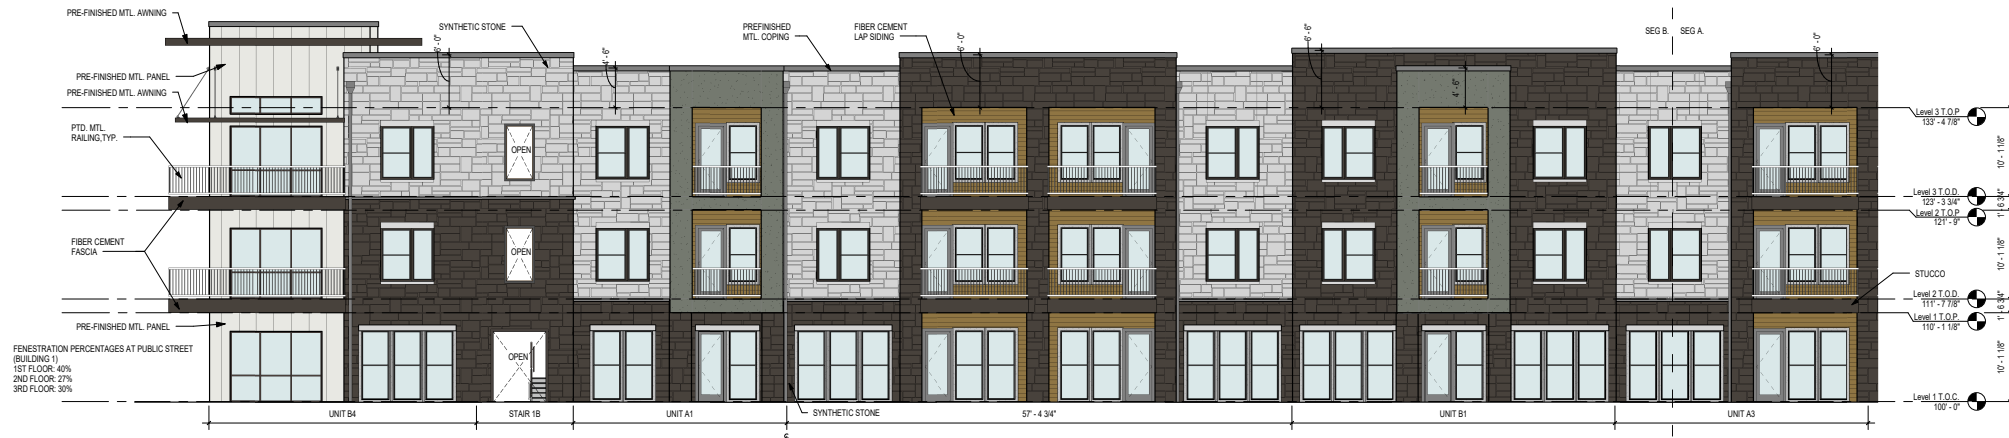 PRE-FINISHED MTL. AWNING
SYNTHETIC STONE
PREFINISHED
MTL. COPING
FIBER CEMENT
LAP SIDING
SEG B.
SEG A.
6' - 0"
4' - 6"
6' - 0"
6' - 6"
4' - 6"
6' - 0"
PRE-FINISHED MTL. PANEL
PRE-FINISHED MTL. AWNING
PTD. MTL.
RAILING,TYP.
FIBER CEMENT
FASCIA
PRE-FINISHED MTL. PANEL
OPEN
OPEN
OPEN
Level 3 T.O.P
133' - 4 7/8"
10' - 1 1/8"
Level 3 T.O.D.
123' - 3 3/4"
1' - 6 3/4"
Level 2 T.O.P
121' - 9"
10' - 1 1/8"
STUCCO
Level 2 T.O.D.
111' - 7 7/8"
1' - 6 3/4"
Level 1 T.O.P.
110' - 1 1/8"
10' - 1 1/8"
Level 1 T.O.C.
100' - 0"
FENESTRATION PERCENTAGES AT PUBLIC STREET
(BUILDING 1)
1ST FLOOR: 40%
2ND FLOOR: 27%
3RD FLOOR: 30%
UNIT B4
STAIR 1B
UNIT A1
SYNTHETIC STONE
57' - 4 3/4"
UNIT B1
UNIT A3